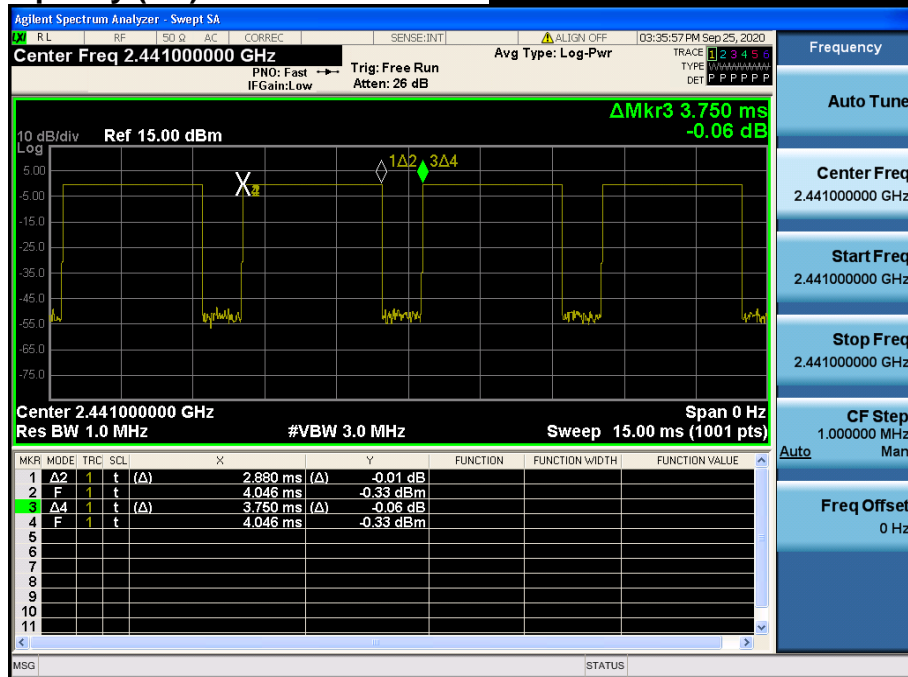 Agilent Spectrum Analyzer - Swept SA
LXI RL RF 50 Ω AC CORREC SENSE:INT ALIGN OFF 03:35:57 PM Sep 25, 2020
Center Freq 2.441000000 GHz
PNO: Fast
IFGain:Low
Trig: Free Run
Atten: 26 dB
Avg Type: Log-Pwr
TRACE 1 2 3 4 5 6
TYPE
DET P P P P P P
ΔMkr3 3.750 ms
-0.06 dB
10 dB/div Ref 15.00 dBm
Log
5.00
-5.00
-15.0
-25.0
-35.0
-45.0
-55.0
-65.0
-75.0
1Δ2 3Δ4
X
Center 2.441000000 GHz Span 0 Hz
Res BW 1.0 MHz #VBW 3.0 MHz Sweep 15.00 ms (1001 pts)
MKR MODE TRC SCL X Y FUNCTION FUNCTION WIDTH FUNCTION VALUE
1 Δ2 1 t (Δ) 2.880 ms (Δ) -0.01 dB
2 F 1 t 4.046 ms -0.33 dBm
3 Δ4 1 t (Δ) 3.750 ms (Δ) -0.06 dB
4 F 1 t 4.046 ms -0.33 dBm
5
6
7
8
9
10
11
MSG STATUS
Frequency
Auto Tune
Center Freq
2.441000000 GHz
Start Freq
2.441000000 GHz
Stop Freq
2.441000000 GHz
CF Step
1.000000 MHz
Auto Man
Freq Offset
0 Hz